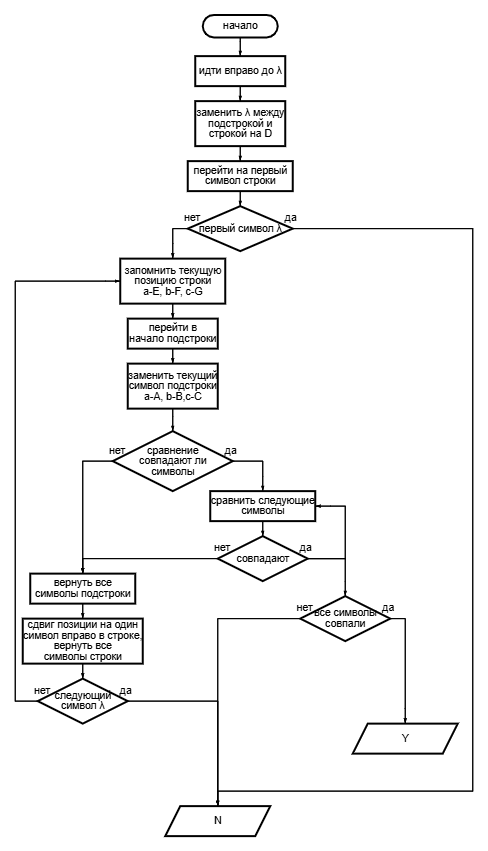 начало
идти вправо до λ
заменить λ между
подстрокой и
строкой на D
перейти на первый
символ строки
нет
первый символ λ
да
запомнить текущую
позицию строки
a-E, b-F, c-G
перейти в
начало подстроки
заменить текущий
символ подстроки
a-A, b-B,c-C
нет
сравнение
совпадают ли
символы
да
сравнить следующие
символы
нет
совпадают
да
вернуть все
символы подстроки
нет
все символы
совпали
да
сдвиг позиции на один
символ вправо в строке,
вернуть все
символы строки
нет
следующий
символ λ
да
Y
N